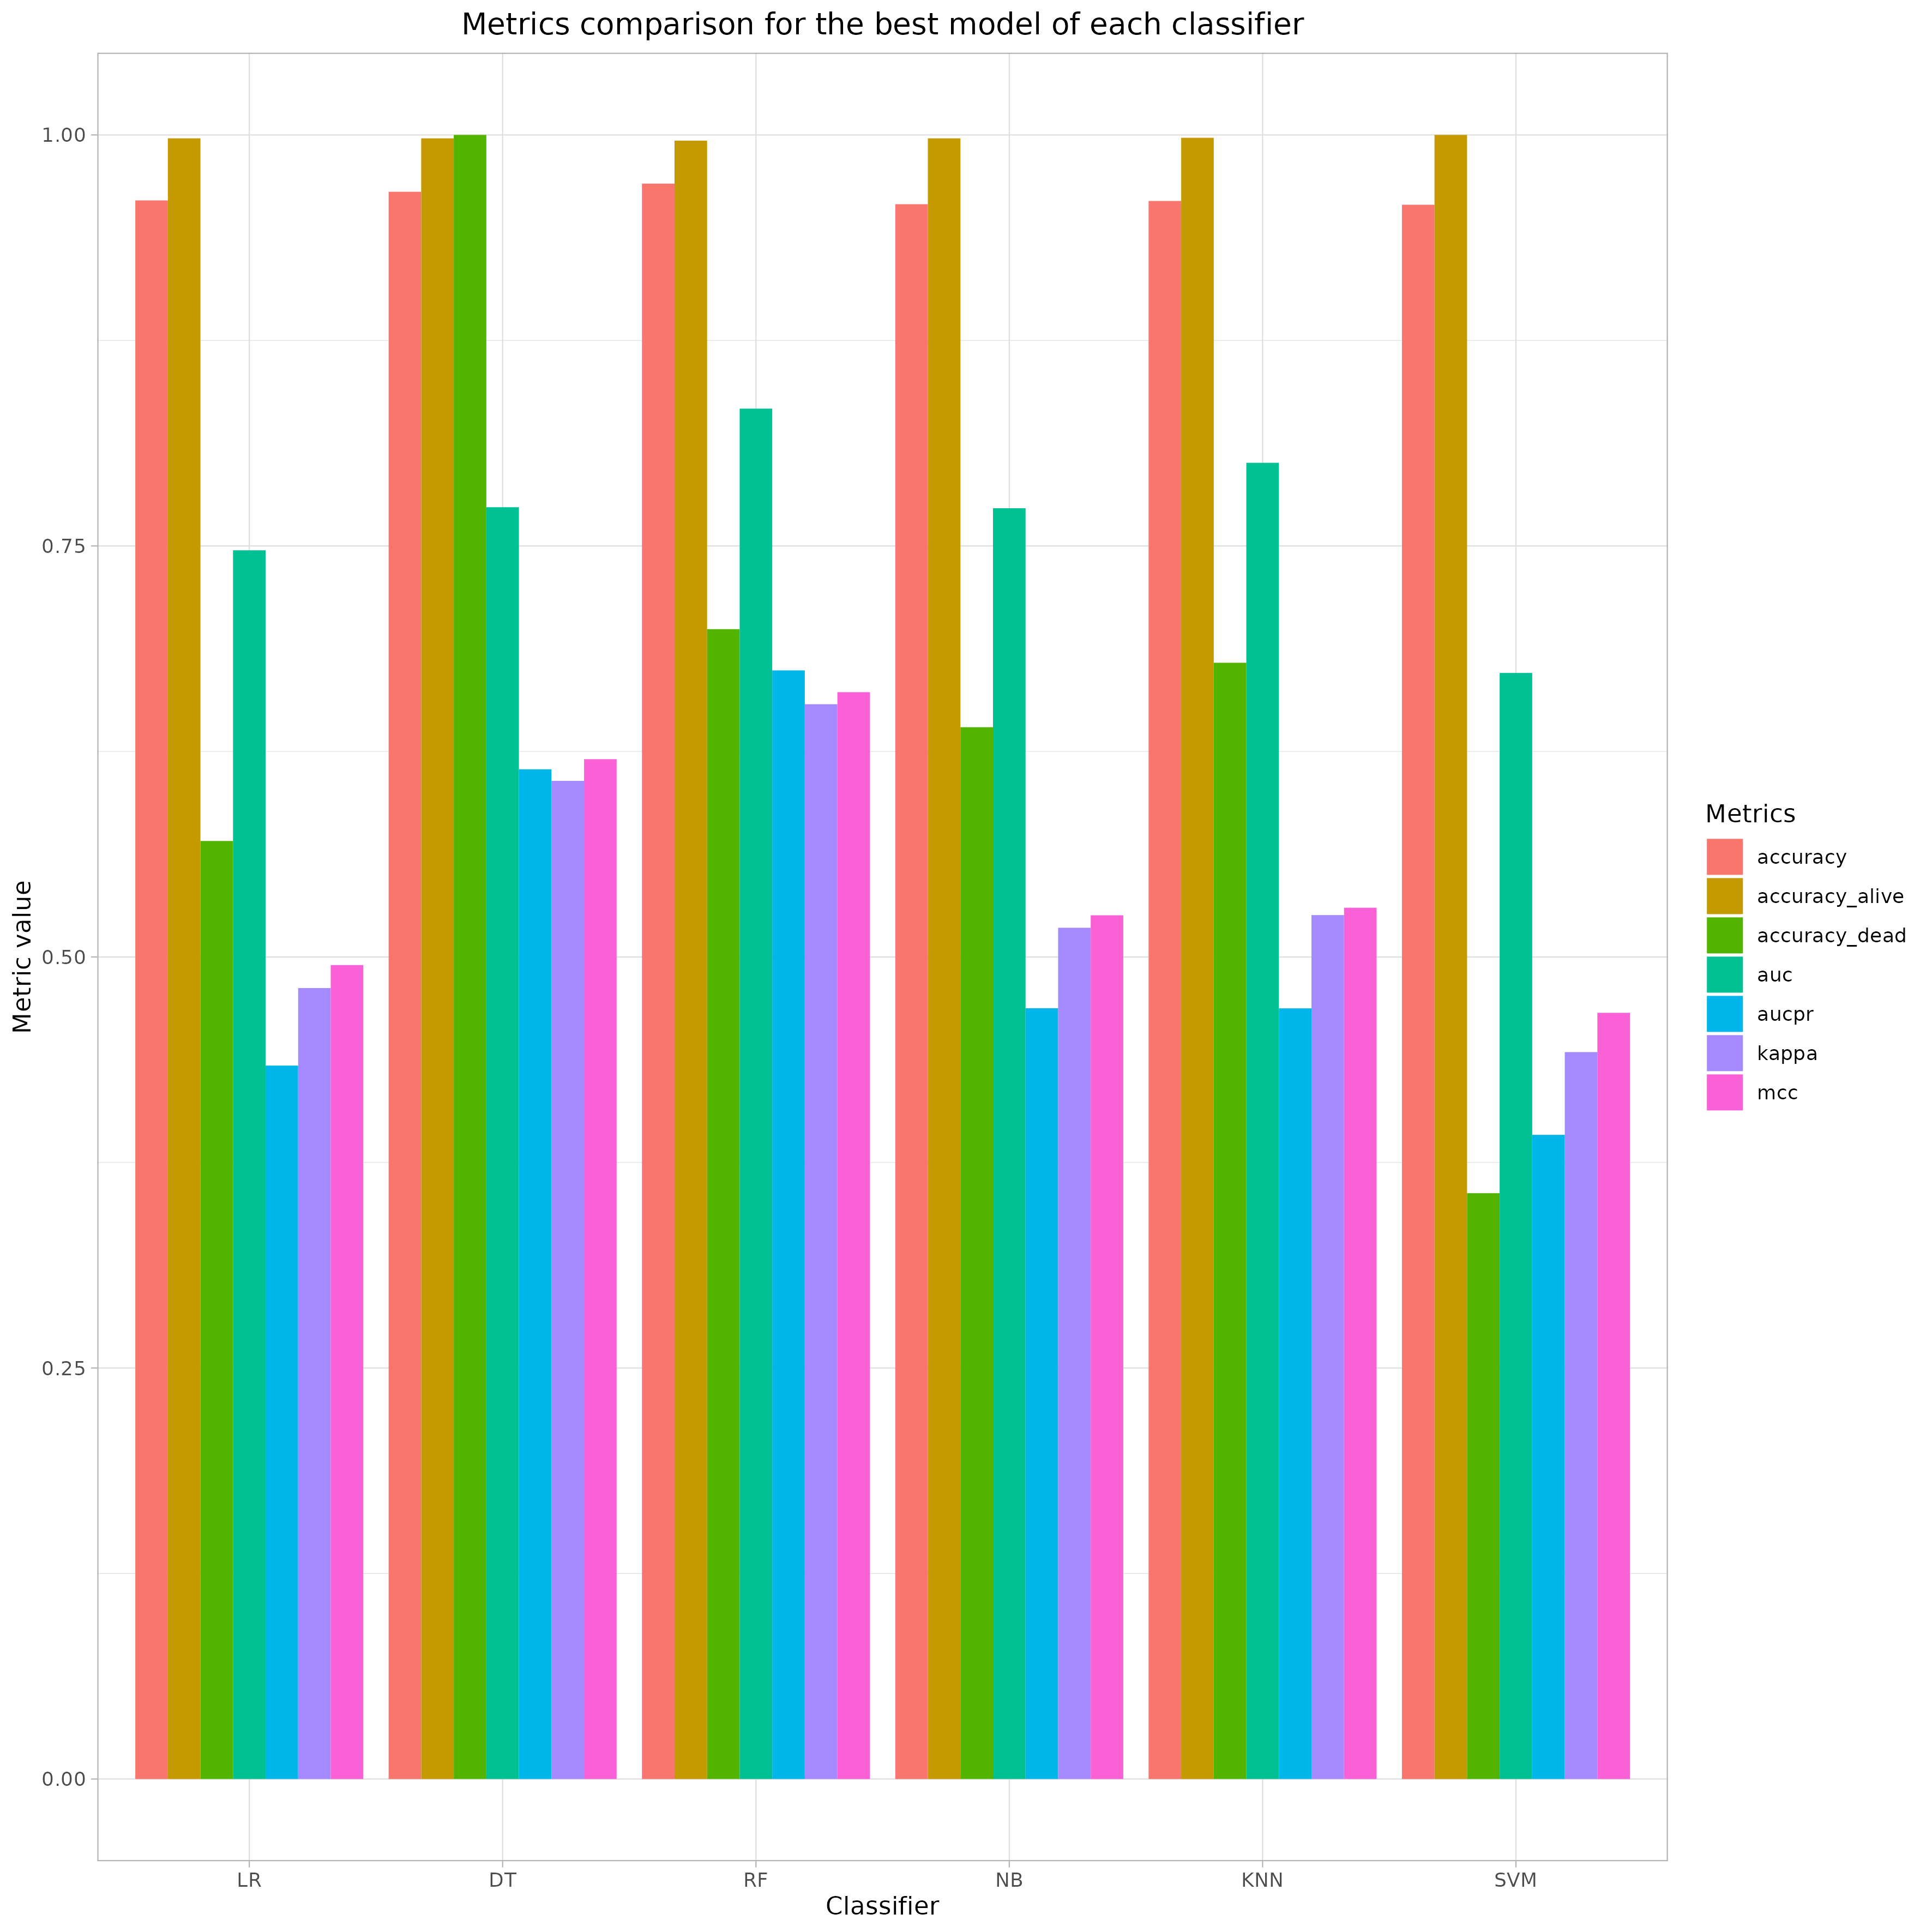 Metrics comparison for the best model of each classifier
Metric value
1.00
0.75
0.50
0.25
0.00
LR DT RF NB KNN SVM
Classifier
Metrics
accuracy
accuracy_alive
accuracy_dead
auc
aucpr
kappa
mcc